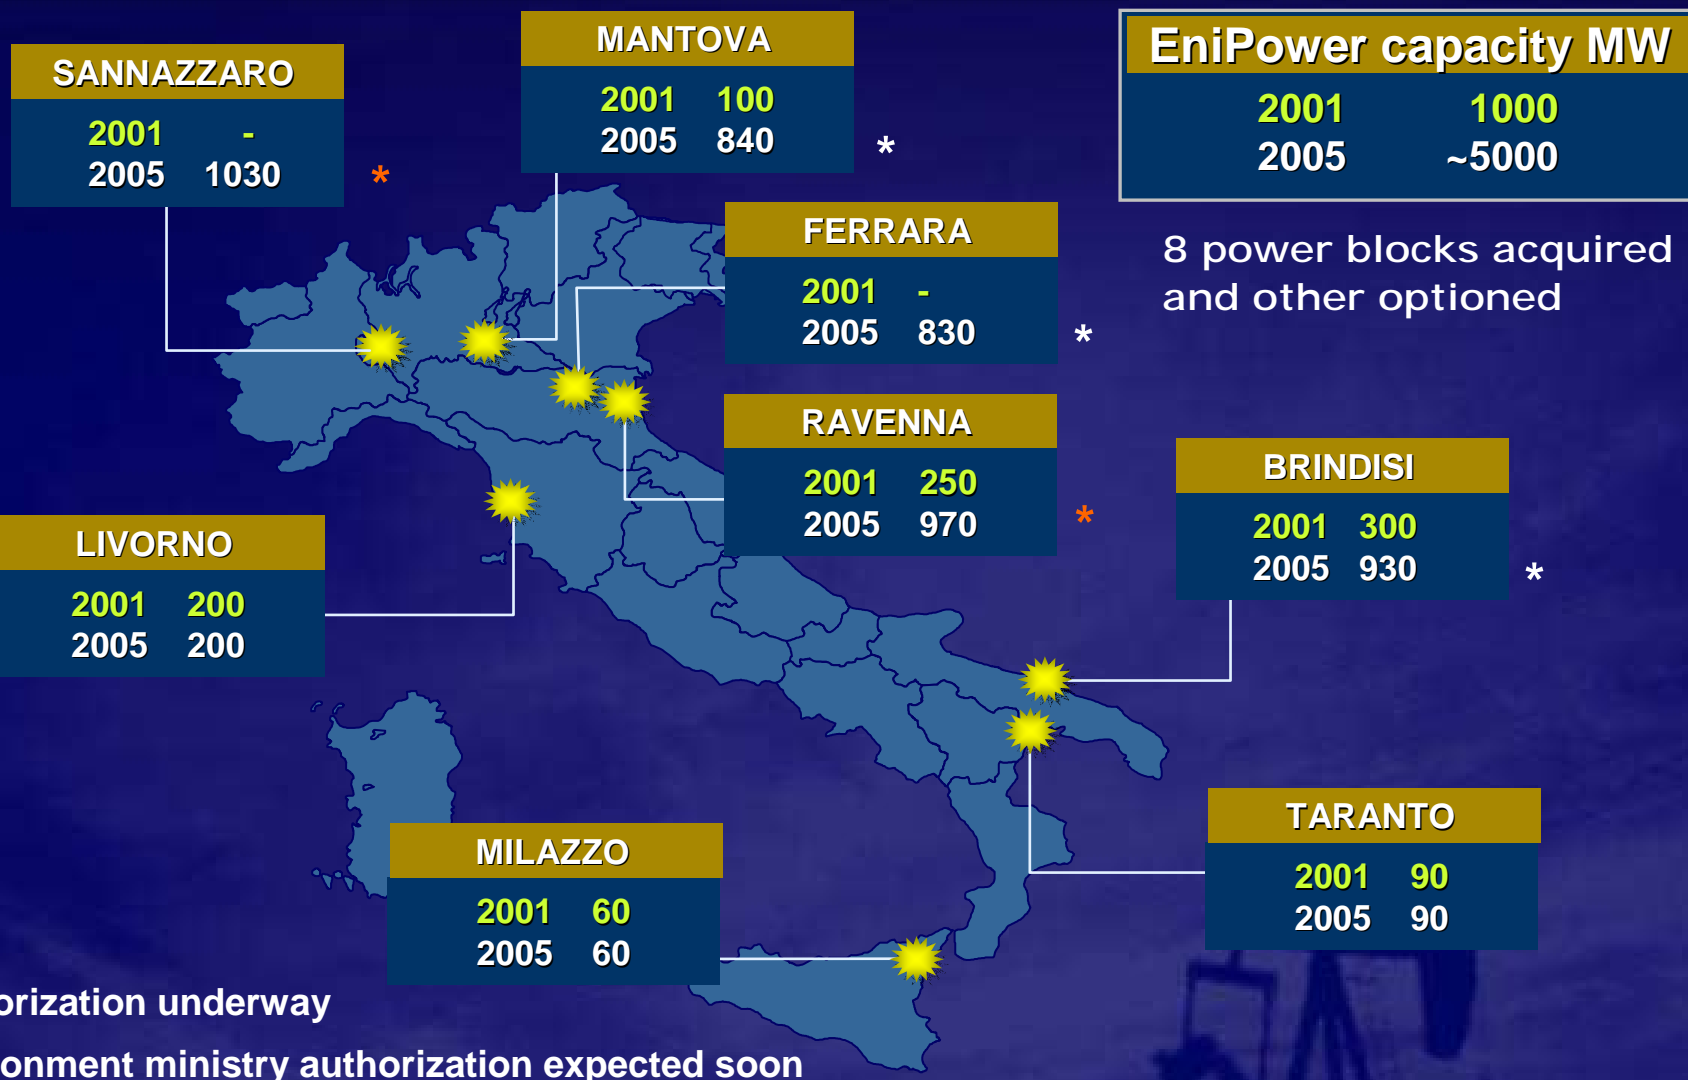 SANNAZZARO
2001 -
2005 1030 *
MANTOVA
2001 100
2005 840 *
EniPower capacity MW
2001 1000
2005 ~5000
8 power blocks acquired
and other optioned
FERRARA
2001 -
2005 830 *
RAVENNA
2001 250
2005 970 *
BRINDISI
2001 300
2005 930 *
LIVORNO
2001 200
2005 200
TARANTO
2001 90
2005 90
MILAZZO
2001 60
2005 60
orization underway
onment ministry authorization expected soon